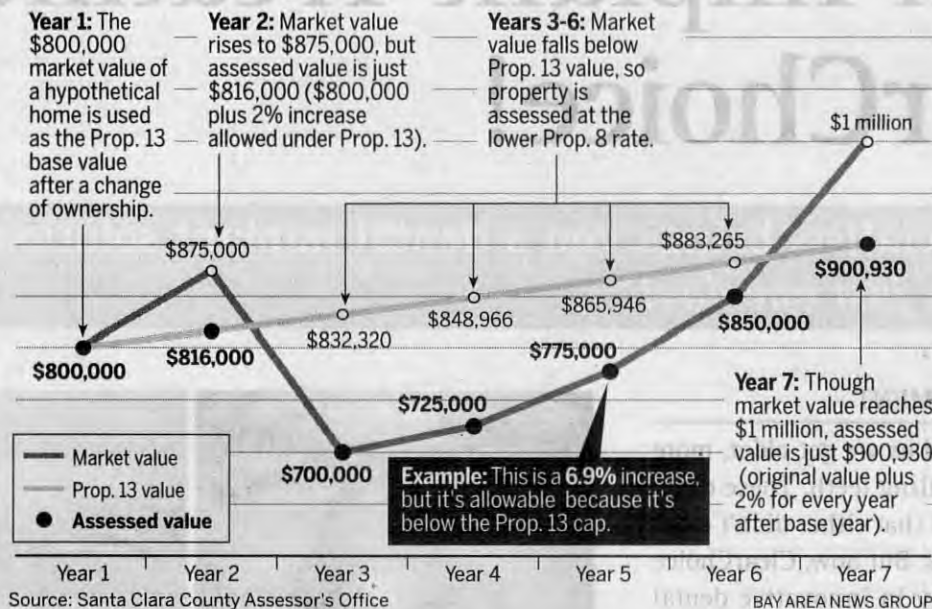 Year 1: The
$800,000
market value of
a hypothetical
home is used
as the Prop. 13
base value
after a change
of ownership.
Year 2: Market value
rises to $875,000, but
assessed value is just
$816,000 ($800,000
plus 2% increase
allowed under Prop. 13).
Years 3-6: Market
value falls below
Prop. 13 value, so
property is
assessed at the
lower Prop. 8 rate.
$1 million
$875,000
$883,265
$900,930
$832,320
$848,966
$865,946
$850,000
$816,000
$800,000
$775,000
$725,000
$700,000
Year 7: Though
market value reaches
$1 million, assessed
value is just $900,930
(original value plus
2% for every year
after base year).
Market value
Prop. 13 value
Assessed value
Example: This is a 6.9% increase,
but it's allowable because it's
below the Prop. 13 cap.
Year 1 Year 2 Year 3 Year 4 Year 5 Year 6 Year 7
Source: Santa Clara County Assessor's Office
BAY AREA NEWS GROUP